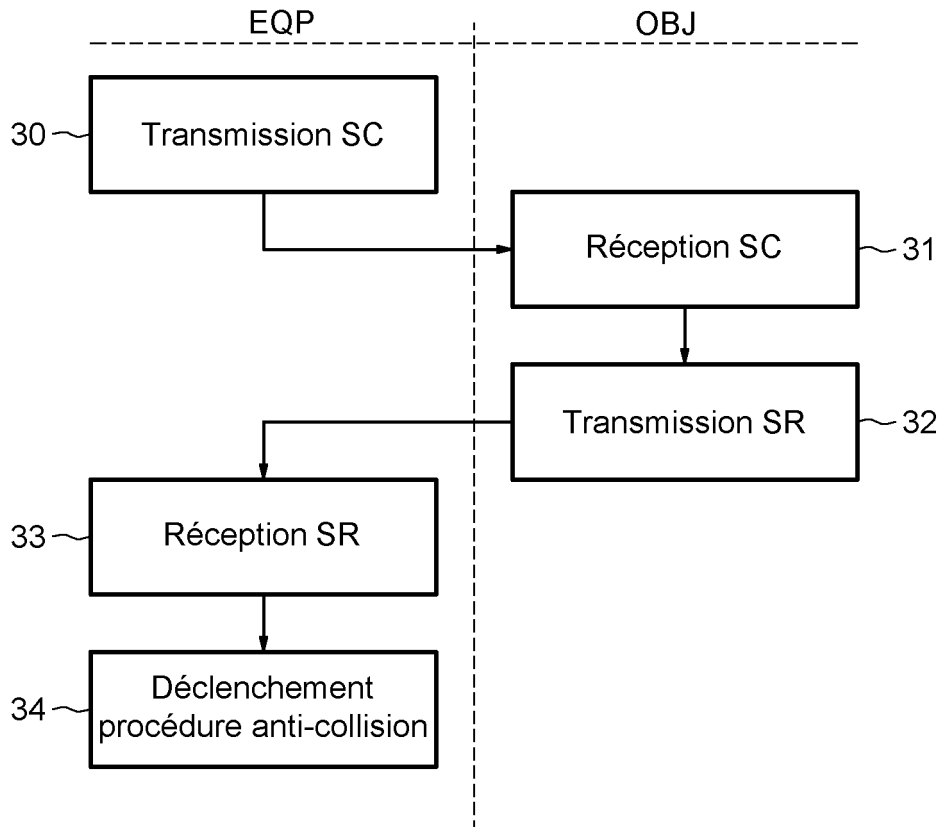 EQP
OBJ
30
Transmission SC
Réception SC
31
Transmission SR
32
33
Réception SR
34
Déclenchement
procédure anti-collision